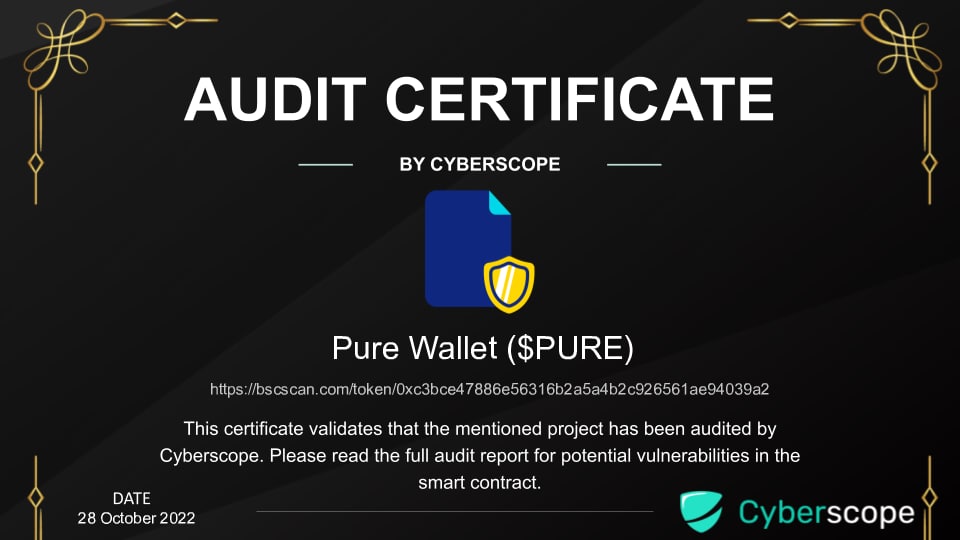 AUDIT CERTIFICATE
BY CYBERSCOPE
Pure Wallet ($PURE)
https://bscscan.com/token/0xc3bce47886e56316b2a5a4b2c926561ae94039a2
This certificate validates that the mentioned project has been audited by
Cyberscope. Please read the full audit report for potential vulnerabilities in the
smart contract.
DATE
28 October 2022
Cyberscope